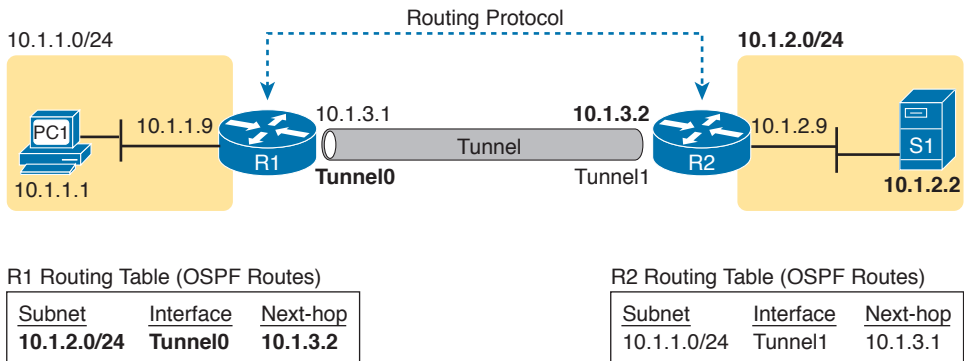 Routing Protocol
10.1.1.0/24
10.1.2.0/24
PC1
10.1.1.9
R1
10.1.3.1
10.1.3.2
Tunnel
R2
10.1.2.9
S1
10.1.1.1
Tunnel0
Tunnel1
10.1.2.2
R1 Routing Table (OSPF Routes)
Subnet Interface Next-hop
10.1.2.0/24 Tunnel0 10.1.3.2
R2 Routing Table (OSPF Routes)
Subnet Interface Next-hop
10.1.1.0/24 Tunnel1 10.1.3.1